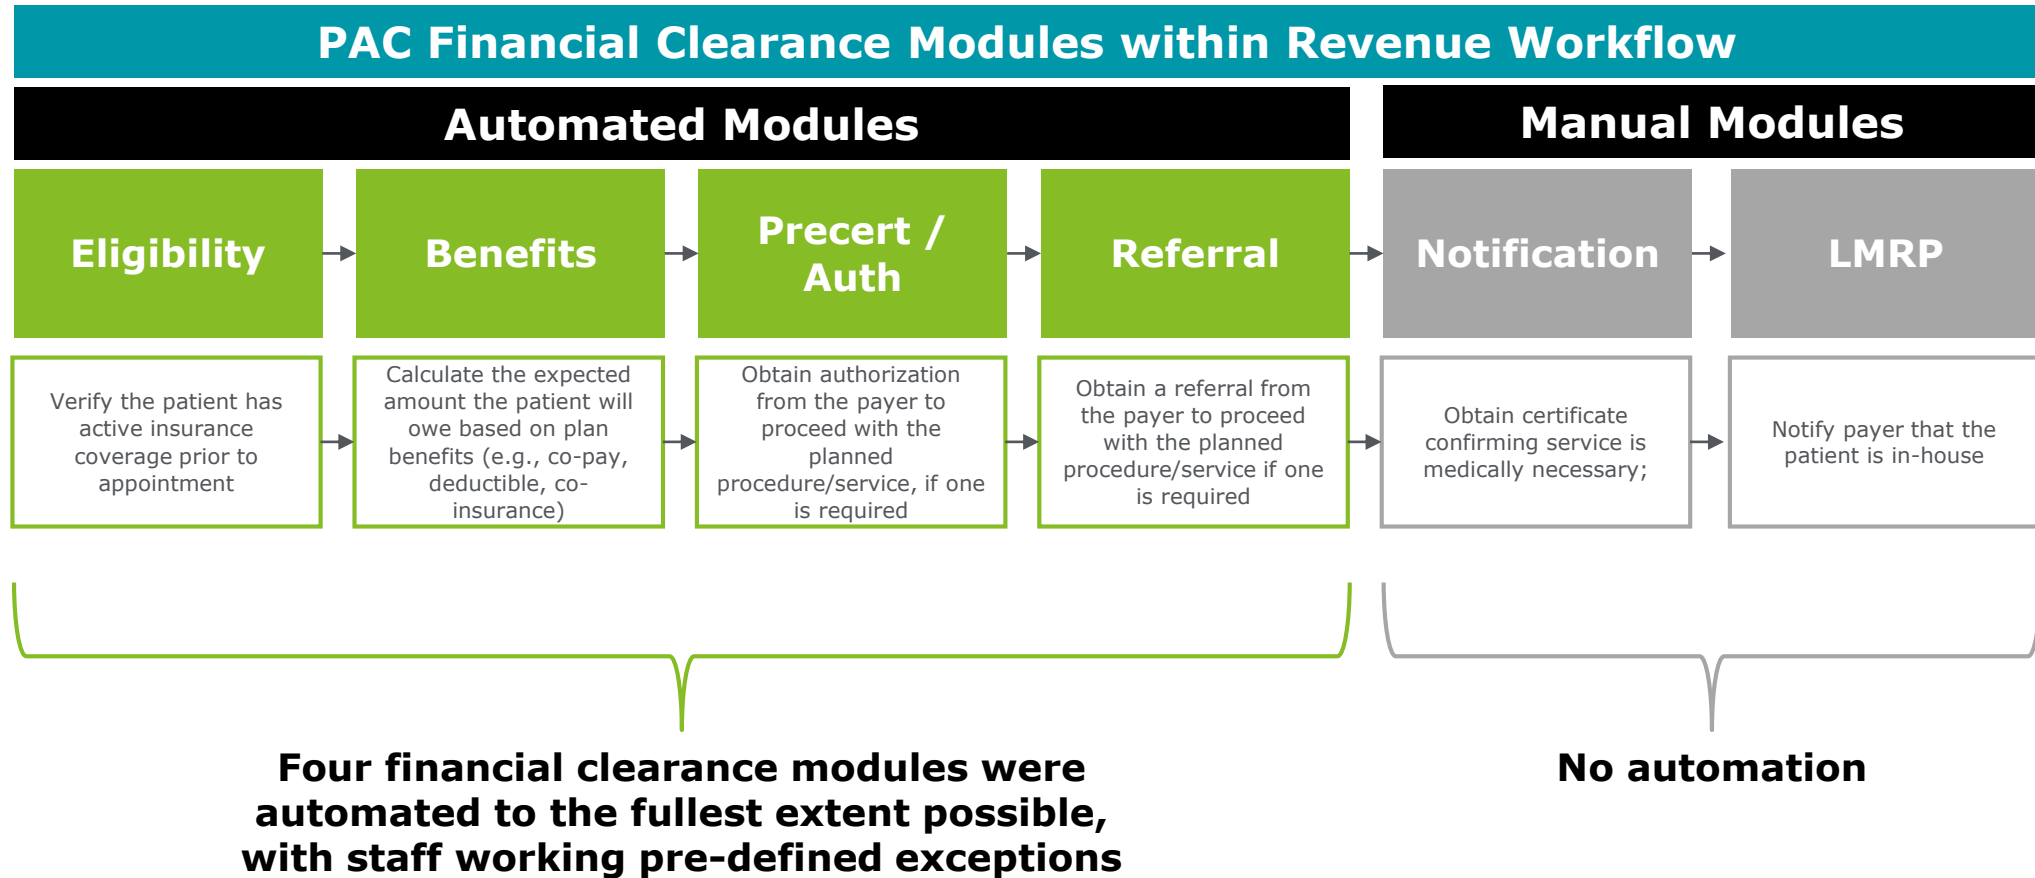 PAC Financial Clearance Modules within Revenue Workflow
Automated Modules
Manual Modules
Eligibility
Benefits
Precert /
Auth
Referral
Notification
LMRP
Verify the patient has
active insurance
coverage prior to
appointment
Calculate the expected
amount the patient will
owe based on plan
benefits (e.g., co-pay,
deductible, co-
insurance)
Obtain authorization
from the payer to
proceed with the
planned
procedure/service, if one
is required
Obtain a referral from
the payer to proceed
with the planned
procedure/service if one
is required
Obtain certificate
confirming service is
medically necessary;
Notify payer that the
patient is in-house
Four financial clearance modules were
automated to the fullest extent possible,
with staff working pre-defined exceptions
No automation